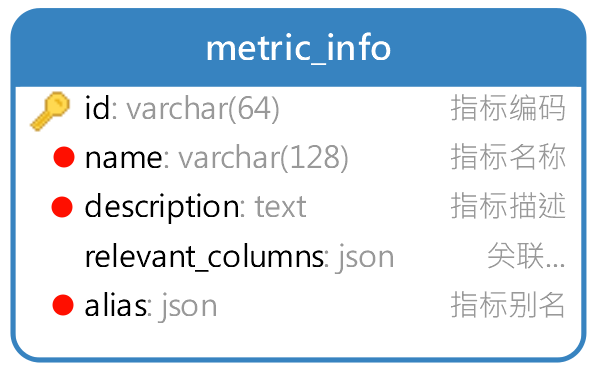 metric_info
id: varchar(64) 指标编码
name: varchar(128) 指标名称
description: text 指标描述
relevant_columns: json 关联...
alias: json 指标别名